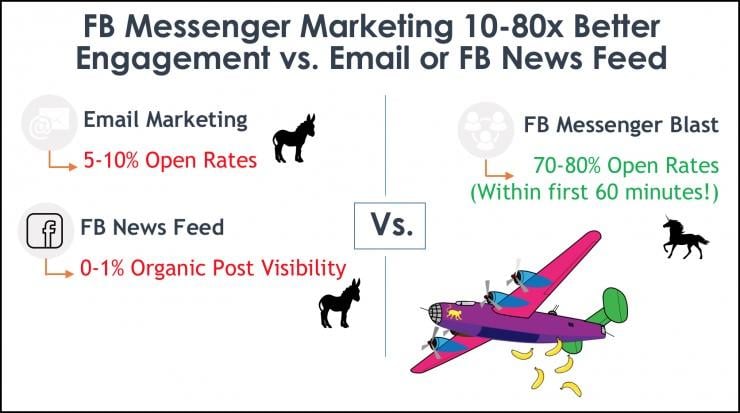 FB Messenger Marketing 10-80x Better
Engagement vs. Email or FB News Feed
Email Marketing
5-10% Open Rates
FB News Feed
0-1% Organic Post Visibility
Vs.
FB Messenger Blast
70-80% Open Rates
(Within first 60 minutes!)